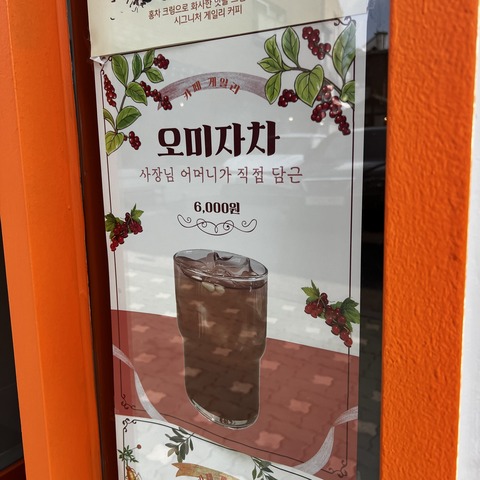 홍차 크림으로 화사한 맛을
시그니처 게일리 커피
카페 게일리
오미자차
사장님 어머니가 직접 담근
6,000원